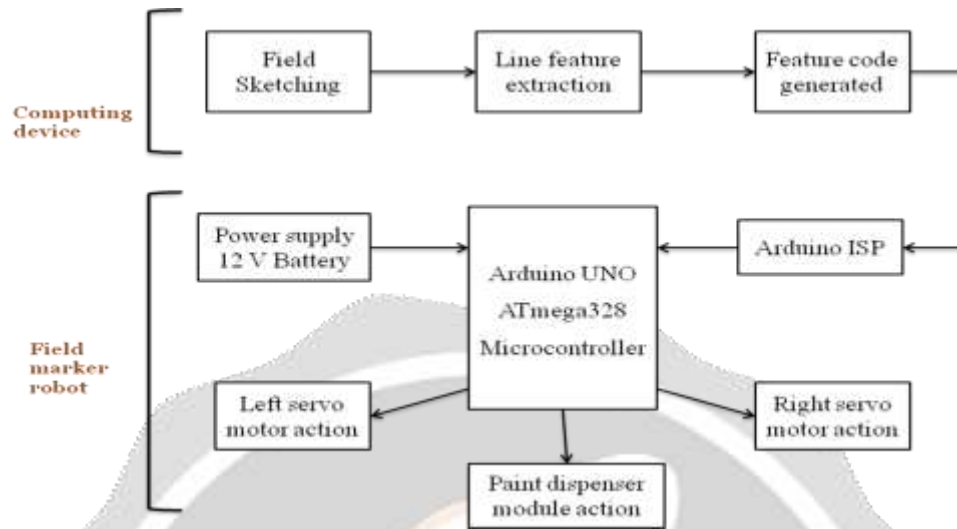 Field
Sketching
Line feature
extraction
Feature code
generated
Computing
device
Power supply
12 V Battery
Arduino UNO
ATmega328
Microcontroller
Arduino ISP
Field
marker
robot
Left servo
motor action
Right servo
motor action
Paint dispenser
module action